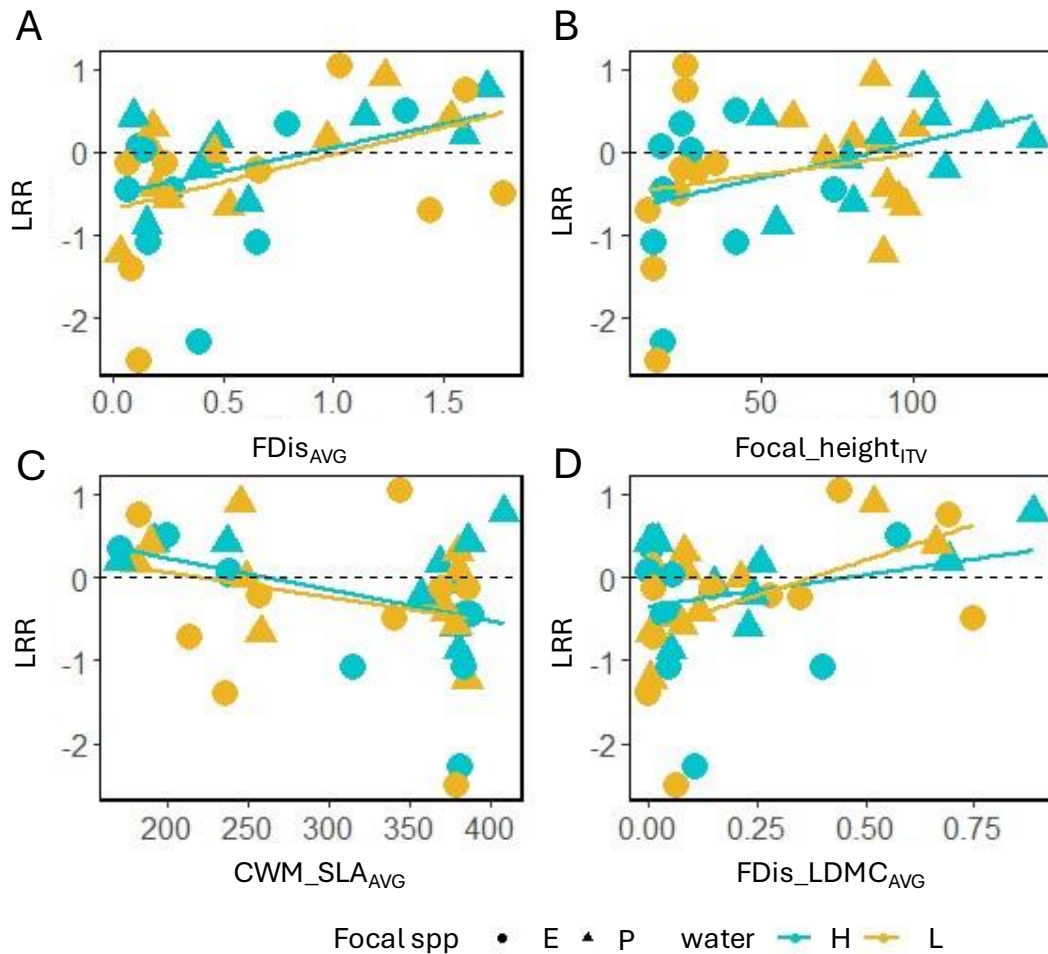 A
B
LRR
1
0
-1
-2
0.0 0.5 1.0 1.5
FDisAVG
LRR
1
0
-1
-2
50 100
Focal_heightITV
C
D
LRR
1
0
-1
-2
200 250 300 350 400
CWM_SLAAVG
LRR
1
0
-1
-2
0.00 0.25 0.50 0.75
FDis_LDMCAVG
Focal spp E P water H L